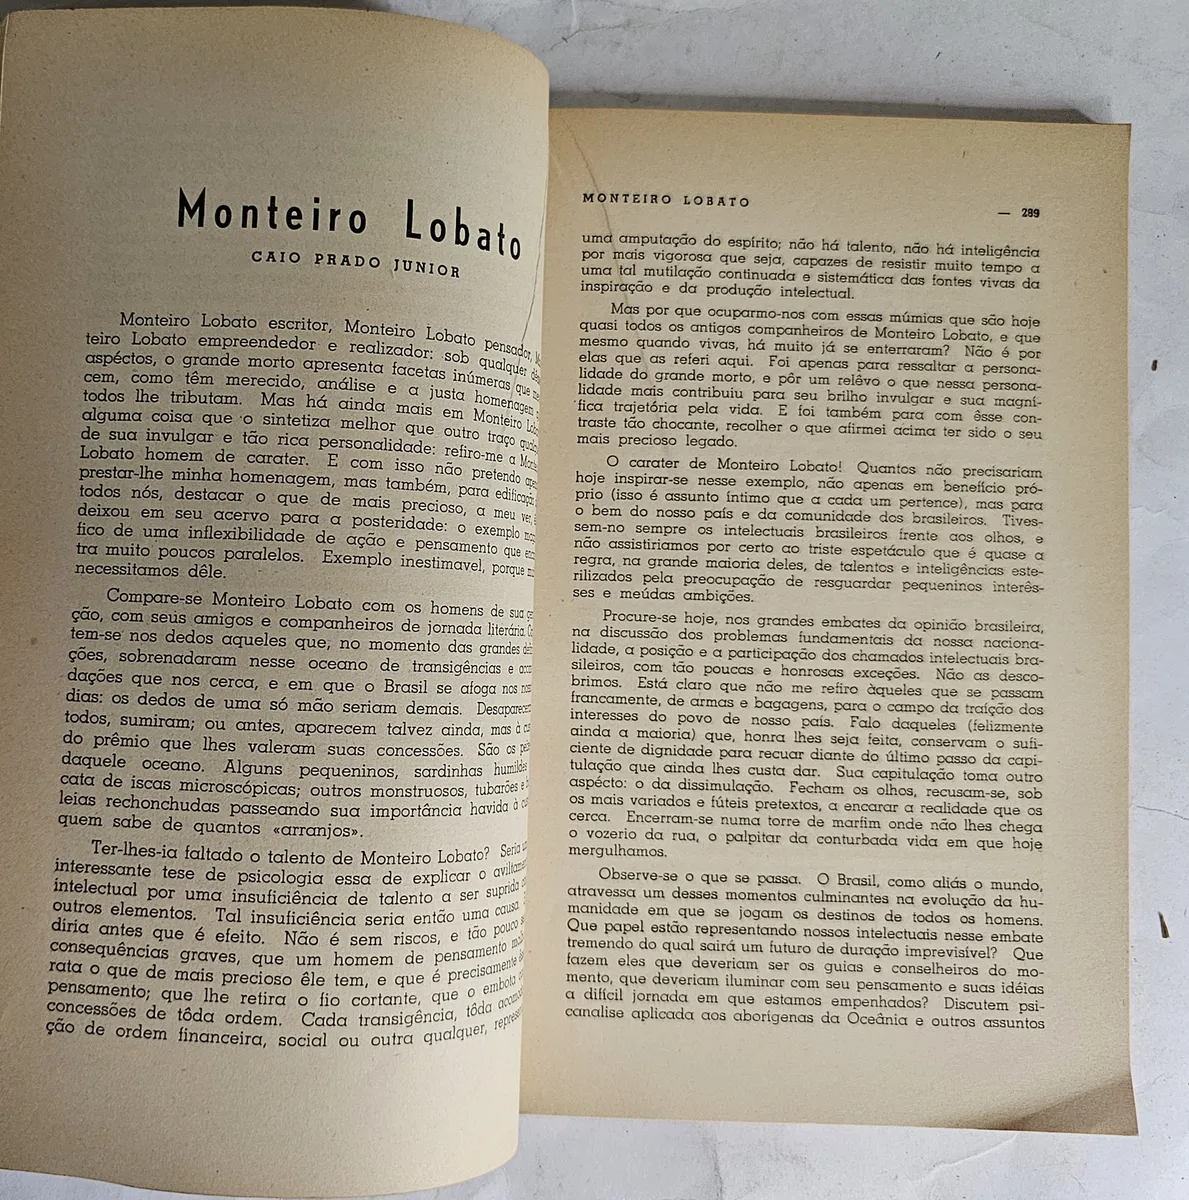 Monteiro Lobato
CAIO PRADO JUNIOR
Monteiro Lobato escritor, Monteiro Lobato pensador,
teiro Lobato empreendedor e realizador: sob qualquer
aspéctos, o grande morto apresenta facetas inúmeras que
cem, como têm merecido, análise e a justa homenagem
todos lhe tributam. Mas há ainda mais em Monteiro
alguma coisa que o sintetiza melhor que outro traço
de sua invulgar e tão rica personalidade: refiro-me a
Lobato homem de carater. E com isso não pretendo
prestar-lhe minha homenagem, mas também, para edificação
todos nós, destacar o que de mais precioso, a meu ver,
deixou em seu acervo para a posteridade: o exemplo
fico de uma inflexibilidade de ação e pensamento que
tra muito poucos paralelos. Exemplo inestimavel, porque
necessitamos dêle.
Compare-se Monteiro Lobato com os homens de sua
ção, com seus amigos e companheiros de jornada literária.
tem-se nos dedos aqueles que, no momento das grandes
ções, sobrenadaram nesse oceano de transigências e
dações que nos cerca, e em que o Brasil se afoga nos
dias: os dedos de uma só mão seriam demais. Desaparecem
todos, sumiram; ou antes, aparecem talvez ainda, mas à
do prêmio que lhes valeram suas concessões. São os
daquele oceano. Alguns pequeninos, sardinhas humildes
cata de iscas microscópicas; outros monstruosos, tubarões e
leias rechonchudas passeando sua importância havida à
quem sabe de quantos «arranjos».
Ter-lhes-ia faltado o talento de Monteiro Lobato? Seria
interessante tese de psicologia essa de explicar o
intelectual por uma insuficiência de talento a ser suprida
outros elementos. Tal insuficiência seria então uma causa.
diria antes que é efeito. Não é sem riscos, e tão pouco
consequências graves, que um homem de pensamento
rata o que de mais precioso êle tem, e que é precisamente
pensamento; que lhe retira o fio cortante, que o embola
concessões de tôda ordem. Cada transigência, tôda
ção de ordem financeira, social ou outra qualquer,
MONTEIRO LOBATO
— 289
uma amputação do espírito; não há talento, não há inteligência
por mais vigorosa que seja, capazes de resistir muito tempo a
uma tal mutilação continuada e sistemática das fontes vivas da
inspiração e da produção intelectual.
Mas por que ocuparmo-nos com essas múmias que são hoje
quasi todos os antigos companheiros de Monteiro Lobato, e que
mesmo quando vivas, há muito já se enterraram? Não é por
elas que as referi aqui. Foi apenas para ressaltar a persona-
lidade do grande morto, e pôr um relêvo o que nessa persona-
lidade mais contribuiu para seu brilho invulgar e sua magní-
fica trajetória pela vida. E foi também para com êsse con-
traste tão chocante, recolher o que afirmei acima ter sido o seu
mais precioso legado.
O carater de Monteiro Lobato! Quantos não precisariam
hoje inspirar-se nesse exemplo, não apenas em benefício pró-
prio (isso é assunto íntimo que a cada um pertence), mas para
o bem do nosso país e da comunidade dos brasileiros. Tives-
sem-no sempre os intelectuais brasileiros frente aos olhos, e
não assistiriamos por certo ao triste espetáculo que é quase a
regra, na grande maioria deles, de talentos e inteligências este-
rilizados pela preocupação de resguardar pequeninos interês-
ses e meúdas ambições.
Procure-se hoje, nos grandes embates da opinião brasileira,
na discussão dos problemas fundamentais da nossa naciona-
lidade, a posição e a participação dos chamados intelectuais bra-
sileiros, com tão poucas e honrosas exceções. Não as desco-
brimos. Está claro que não me refiro àqueles que se passam
francamente, de armas e bagagens, para o campo da traição dos
interesses do povo de nosso país. Falo daqueles (felizmente
ainda a maioria) que, honra lhes seja feita, conservam o sufi-
ciente de dignidade para recuar diante do último passo da capi-
tulação que ainda lhes custa dar. Sua capitulação toma outro
aspécto: o da dissimulação. Fecham os olhos, recusam-se, sob
os mais variados e fúteis pretextos, a encarar a realidade que os
cerca. Encerram-se numa torre de marfim onde não lhes chega
o vozerio da rua, o palpitar da conturbada vida em que hoje
mergulhamos.
Observe-se o que se passa. O Brasil, como aliás o mundo,
atravessa um desses momentos culminantes na evolução da hu-
manidade em que se jogam os destinos de todos os homens.
Que papel estão representando nossos intelectuais nesse embate
tremendo do qual sairá um futuro de duração imprevisível? Que
fazem eles que deveriam ser os guias e conselheiros do mo-
mento, que deveriam iluminar com seu pensamento e suas idéias
a difícil jornada em que estamos empenhados? Discutem psi-
canalise aplicada aos aborígenas da Oceânia e outros assuntos